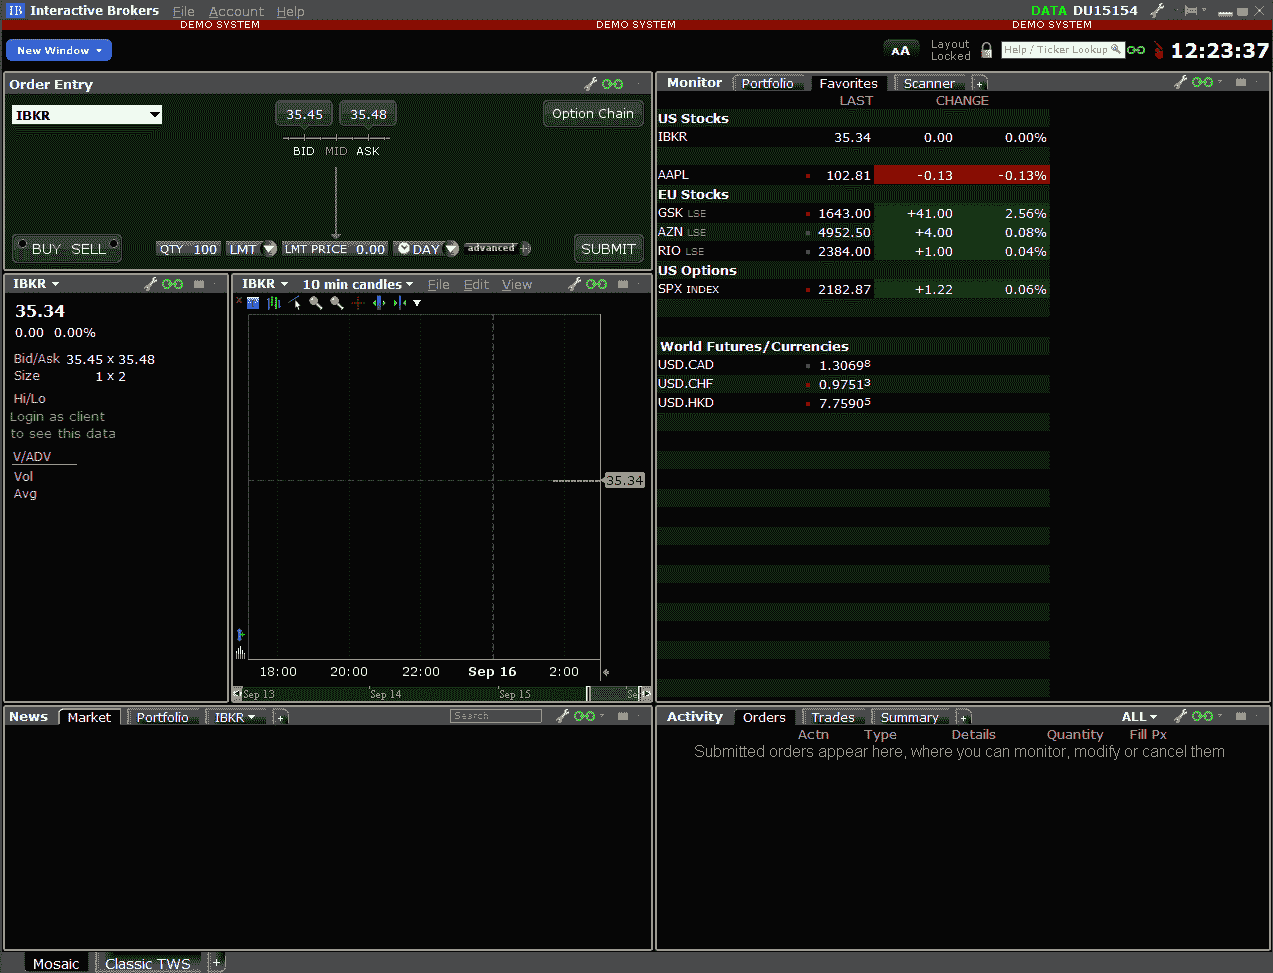 IB Interactive Brokers File Account Help DATA DU15154
DEMO SYSTEM DEMO SYSTEM DEMO SYSTEM
New Window AA Layout Locked Help / Ticker Lookup 12:23:37
Order Entry
IBKR 35.45 35.48 Option Chain
BID MID ASK
BUY SELL QTY 100 LMT LMT PRICE 0.00 DAY advanced + SUBMIT
Monitor Portfolio Favorites Scanner +
LAST CHANGE
US Stocks
IBKR 35.34 0.00 0.00%
AAPL 102.81 -0.13 -0.13%
EU Stocks
GSK LSE 1643.00 +41.00 2.56%
AZN LSE 4952.50 +4.00 0.08%
RIO LSE 2384.00 +1.00 0.04%
US Options
SPX INDEX 2182.87 +1.22 0.06%
World Futures/Currencies
USD.CAD 1.3069⁸
USD.CHF 0.9751³
USD.HKD 7.7590⁵
IBKR
35.34
0.00 0.00%
Bid/Ask 35.45 x 35.48
Size 1 x 2
Hi/Lo
Login as client
to see this data
V/ADV
Vol
Avg
IBKR 10 min candles File Edit View
35.34
18:00 20:00 22:00 Sep 16 2:00
Sep 13 Sep 14 Sep 15
News Market Portfolio IBKR + Search
Activity Orders Trades Summary + ALL
Actn Type Details Quantity Fill Px
Submitted orders appear here, where you can monitor, modify or cancel them
Mosaic Classic TWS +